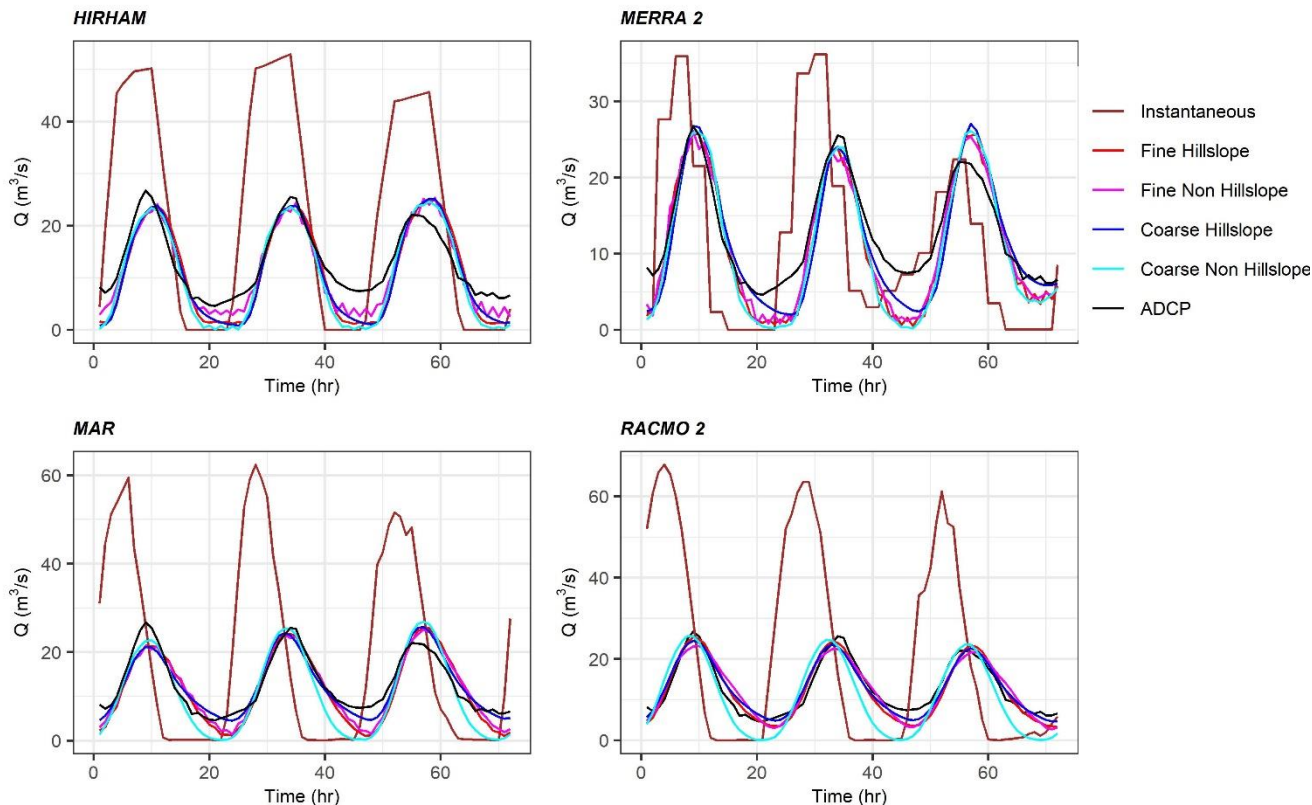 HIRHAM
MERRA 2
Q (m³/s)
40
20
0
0 20 40 60
Time (hr)
Q (m³/s)
30
20
10
0
0 20 40 60
Time (hr)
Instantaneous
Fine Hillslope
Fine Non Hillslope
Coarse Hillslope
Coarse Non Hillslope
ADCP
MAR
RACMO 2
Q (m³/s)
60
40
20
0
0 20 40 60
Time (hr)
Q (m³/s)
60
40
20
0
0 20 40 60
Time (hr)